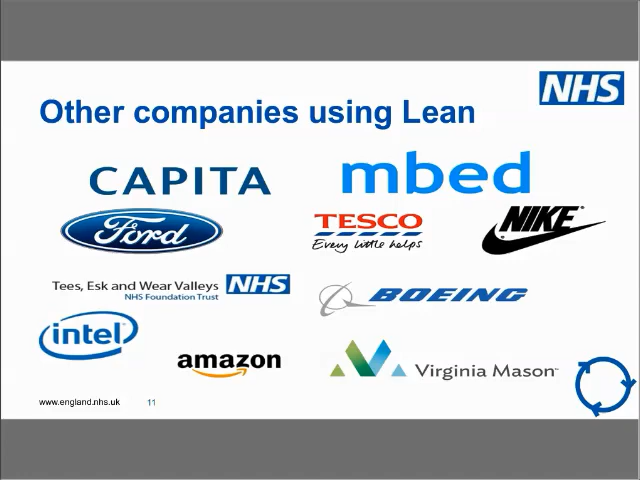 NHS
Other companies using Lean
CAPITA
mbed
Ford
TESCO
Every little helps
NIKE
Tees, Esk and Wear Valleys NHS
NHS Foundation Trust
BOEING
intel
amazon
Virginia Mason
www.england.nhs.uk 11